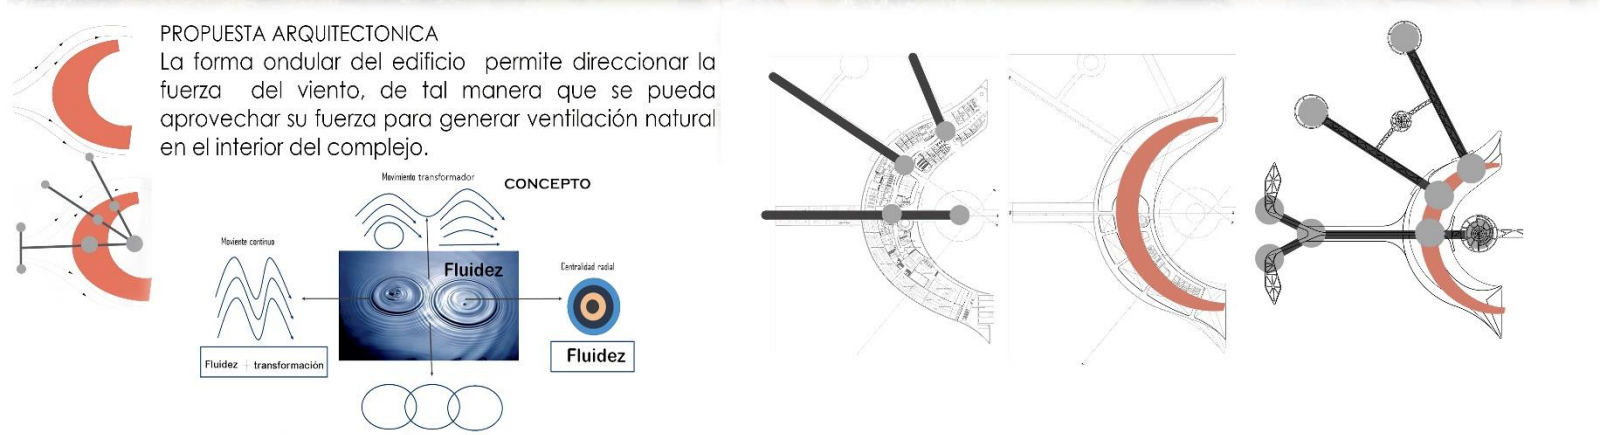 PROPUESTA ARQUITECTONICA
La forma ondular del edificio permite direccionar la
fuerza del viento, de tal manera que se pueda
aprovechar su fuerza para generar ventilación natural
en el interior del complejo.
Movimiento transformador
CONCEPTO
Moviente continuo
Fluidez
Centralidad radial
Fluidez + transformación
Fluidez